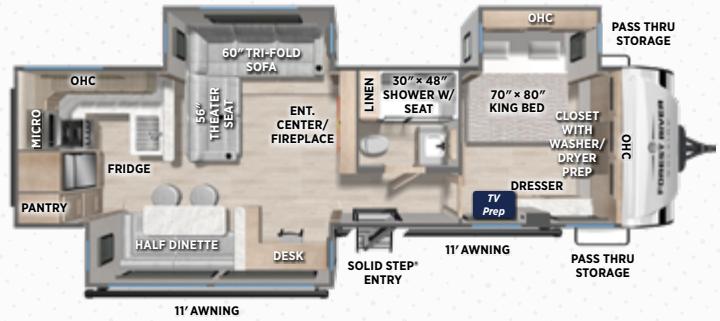 OHC
PASS THRU
STORAGE
60" TRI-FOLD
SOFA
OHC
MICRO
56"
THEATER
SEAT
ENT.
CENTER/
FIREPLACE
LINEN
30" × 48"
SHOWER W/
SEAT
70" × 80"
KING BED
CLOSET
WITH
WASHER/
DRYER
PREP
OHC
FOREST RIVER
FRIDGE
PANTRY
DRESSER
TV
Prep
HALF DINETTE
DESK
SOLID STEP®
ENTRY
11' AWNING
PASS THRU
STORAGE
11' AWNING